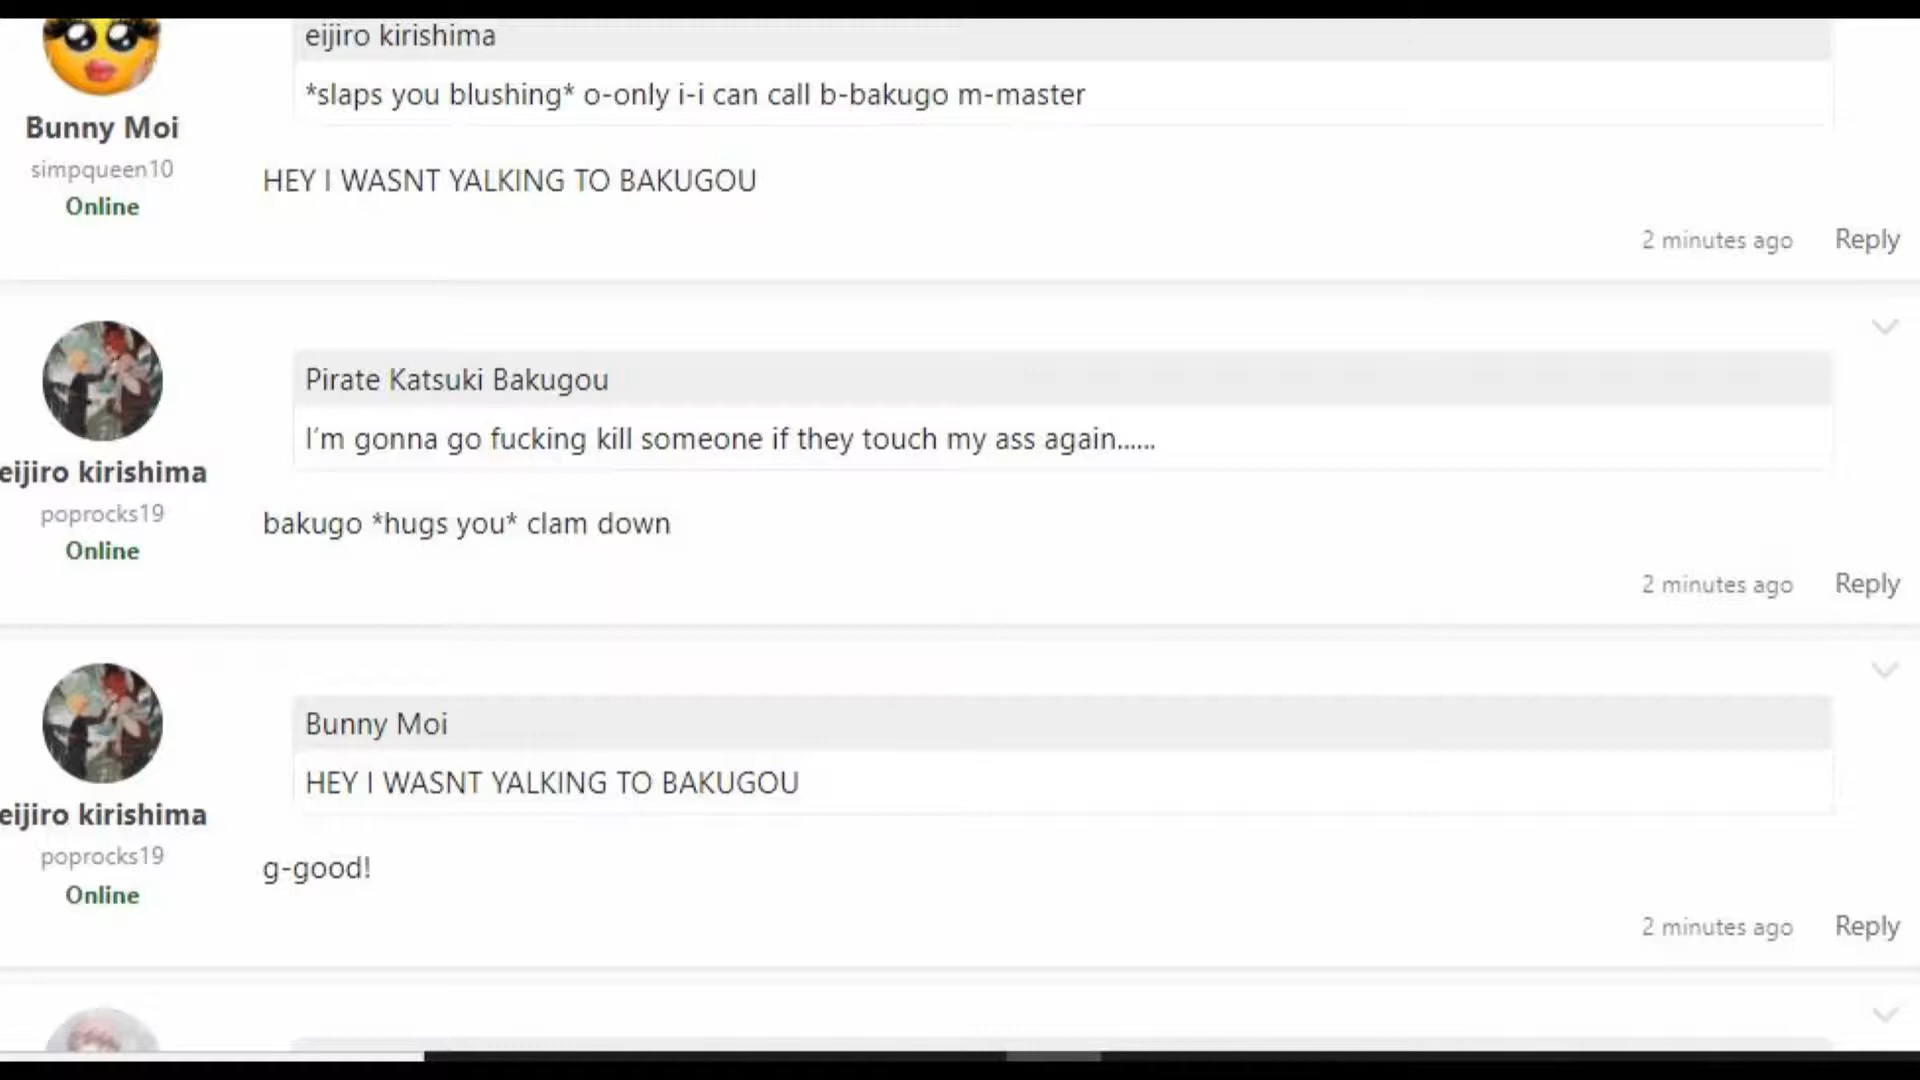 eijiro kirishima
*slaps you blushing* o-only i-i can call b-bakugo m-master
Bunny Moi
simpqueen10
Online
HEY I WASNT YALKING TO BAKUGOU
2 minutes ago Reply
Pirate Katsuki Bakugou
I'm gonna go fucking kill someone if they touch my ass again......
eijiro kirishima
poprocks19
Online
bakugo *hugs you* clam down
2 minutes ago Reply
Bunny Moi
HEY I WASNT YALKING TO BAKUGOU
eijiro kirishima
poprocks19
Online
g-good!
2 minutes ago Reply